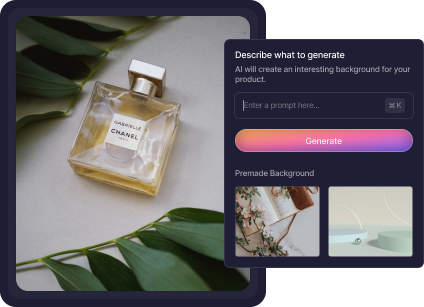 GABRIELLE
CHANEL
PARIS
Describe what to generate
AI will create an interesting background for your
product.
Enter a prompt here...
⌘ K
Generate
Premade Background